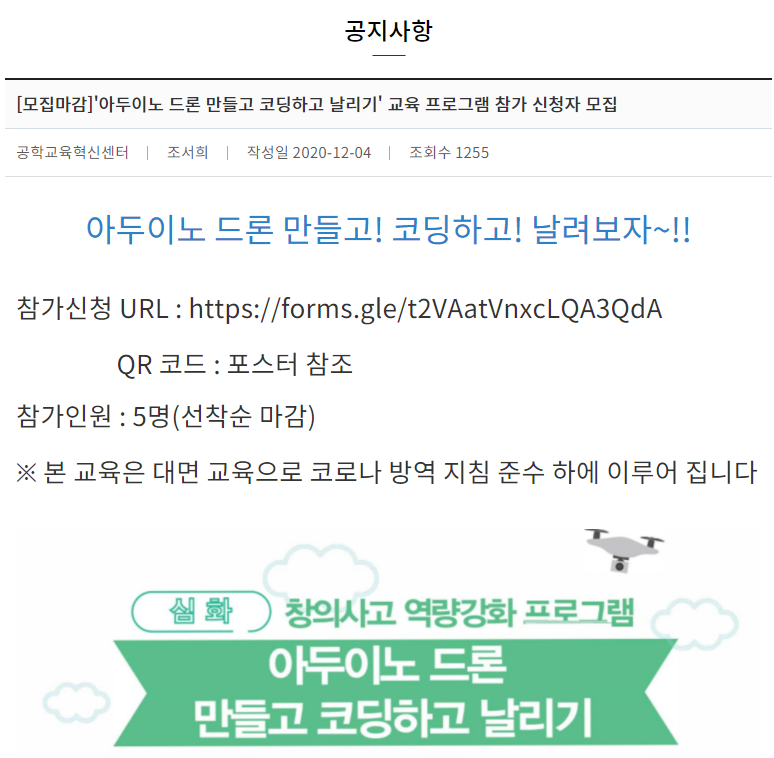 공지사항
[모집마감]'아두이노 드론 만들고 코딩하고 날리기' 교육 프로그램 참가 신청자 모집
공학교육혁신센터 | 조서희 | 작성일 2020-12-04 | 조회수 1255
아두이노 드론 만들고! 코딩하고! 날려보자~!!
참가신청 URL : https://forms.gle/t2VAatVnxcLQA3QdA
QR 코드 : 포스터 참조
참가인원 : 5명(선착순 마감)
※ 본 교육은 대면 교육으로 코로나 방역 지침 준수 하에 이루어 집니다
심화 창의사고 역량강화 프로그램
아두이노 드론
만들고 코딩하고 날리기